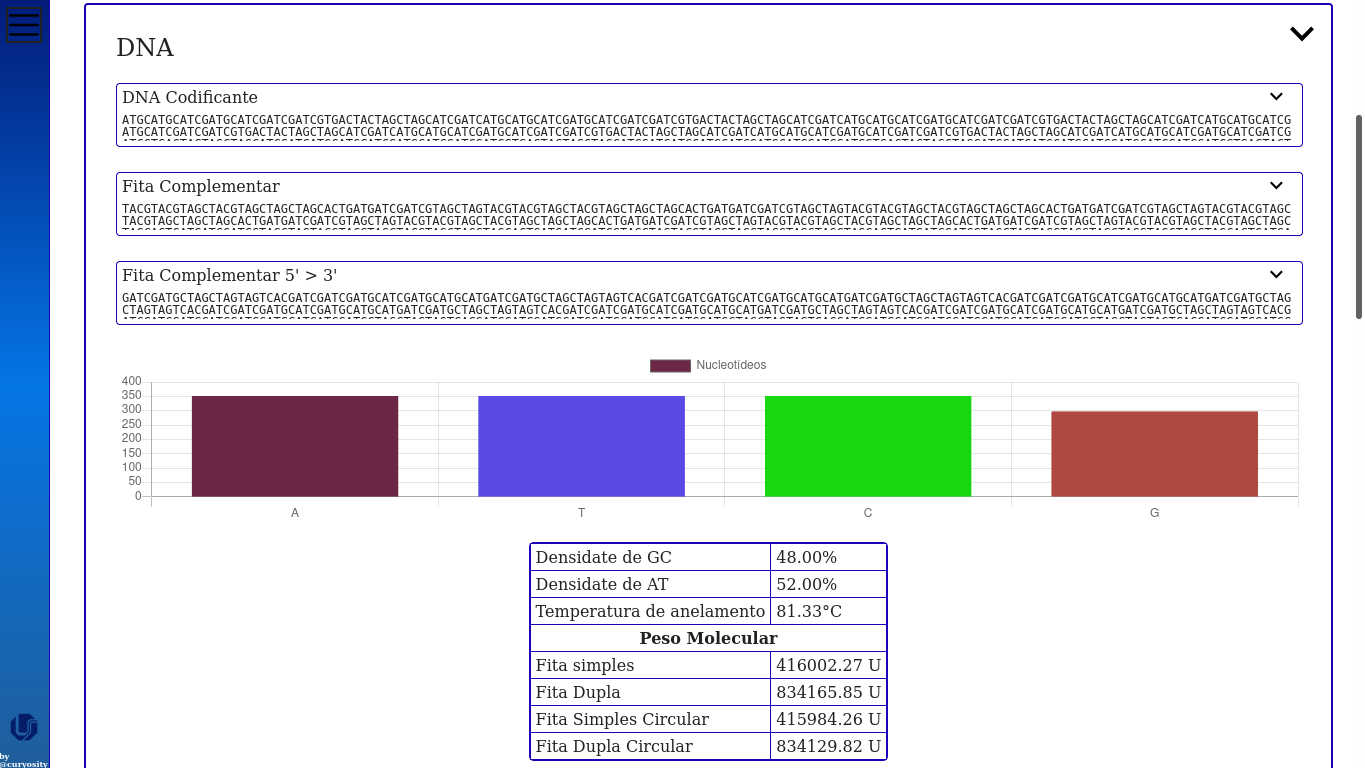 DNA
DNA Codificante
ATGCATGCATCGATGCATCGATCGATCGTGACTACTAGCTAGCATCGATCATGCATGCATCGATGCATCGATCGATCGTGACTACTAGCTAGCATCGATCATGCATGCATCGATGCATCGATCGATCGTGACTACTAGCTAGCATCGATCATGCATGCATCG
ATGCATCGATCGATCGTGACTACTAGCTAGCATCGATCATGCATGCATCGATGCATCGATCGATCGTGACTACTAGCTAGCATCGATCATGCATGCATCGATGCATCGATCGATCGTGACTACTAGCTAGCATCGATCATGCATGCATCGATGCATCGATCG
Fita Complementar
TACGTACGTAGCTACGTAGCTAGCTAGCACTGATGATCGATCGTAGCTAGTACGTACGTAGCTACGTAGCTAGCTAGCACTGATGATCGATCGTAGCTAGTACGTACGTAGCTACGTAGCTAGCTAGCACTGATGATCGATCGTAGCTAGTACGTACGTAGC
TACGTAGCTAGCTAGCACTGATGATCGATCGTAGCTAGTACGTACGTAGCTACGTAGCTAGCTAGCACTGATGATCGATCGTAGCTAGTACGTACGTAGCTACGTAGCTAGCTAGCACTGATGATCGATCGTAGCTAGTACGTACGTAGCTACGTAGCTAGC
Fita Complementar 5' > 3'
GATCGATGCTAGCTAGTAGTCACGATCGATCGATGCATCGATGCATGCATGATCGATGCTAGCTAGTAGTCACGATCGATCGATGCATCGATGCATGCATGATCGATGCTAGCTAGTAGTCACGATCGATCGATGCATCGATGCATGCATGATCGATGCTAG
CTAGTAGTCACGATCGATCGATGCATCGATGCATGCATGATCGATGCTAGCTAGTAGTCACGATCGATCGATGCATCGATGCATGCATGATCGATGCTAGCTAGTAGTCACGATCGATCGATGCATCGATGCATGCATGATCGATGCTAGCTAGTAGTCACG
Nucleotídeos
400
350
300
250
200
150
100
50
0
A T C G
Densidate de GC 48.00%
Densidate de AT 52.00%
Temperatura de anelamento 81.33°C
Peso Molecular
Fita simples 416002.27 U
Fita Dupla 834165.85 U
Fita Simples Circular 415984.26 U
Fita Dupla Circular 834129.82 U
by
@curyosity